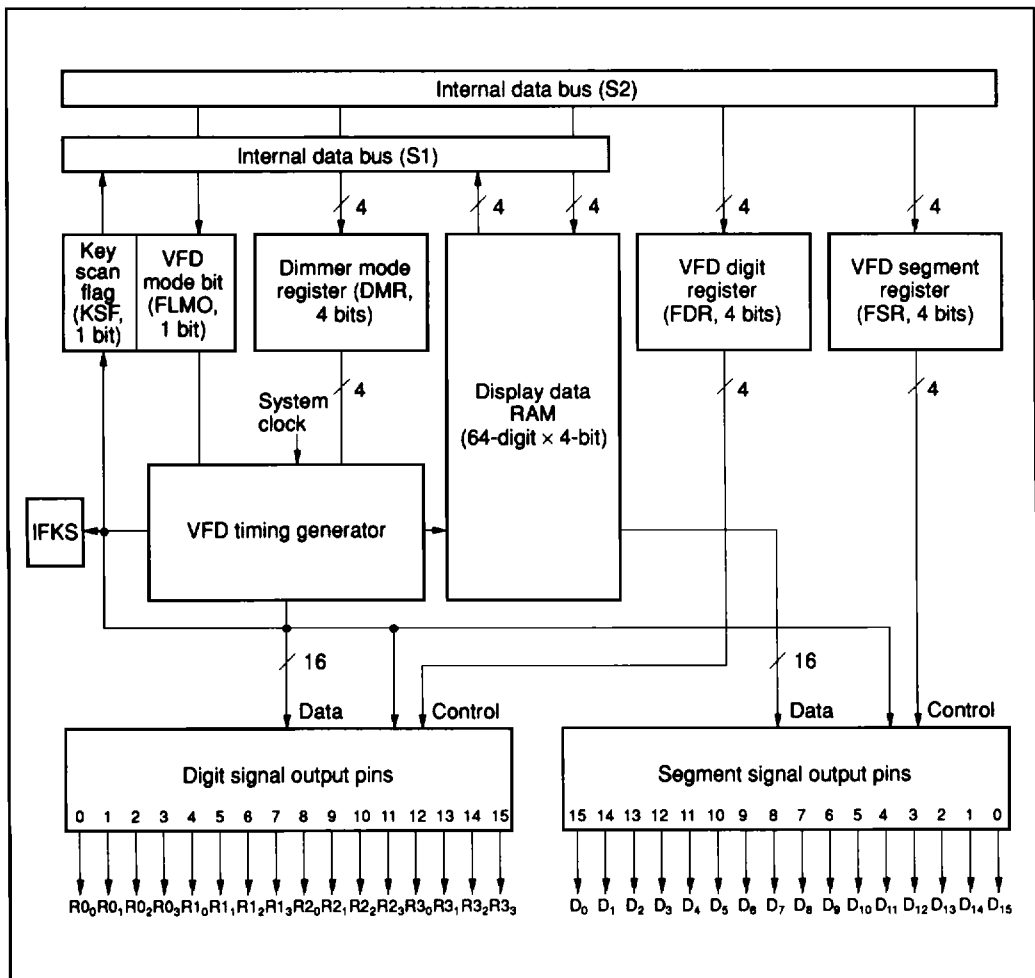 Internal data bus (S2)
Internal data bus (S1)
4
4
4
4
4
Key
scan
flag
(KSF,
1 bit)
VFD
mode bit
(FLMO,
1 bit)
Dimmer mode
register (DMR,
4 bits)
VFD digit
register
(FDR, 4 bits)
VFD segment
register
(FSR, 4 bits)
4
4
4
System
clock
Display data
RAM
(64-digit × 4-bit)
IFKS
VFD timing generator
16
16
Data
Control
Data
Control
Digit signal output pins
0 1 2 3 4 5 6 7 8 9 10 11 12 13 14 15
Segment signal output pins
15 14 13 12 11 10 9 8 7 6 5 4 3 2 1 0
R0₀ R0₁ R0₂ R0₃ R1₀ R1₁ R1₂ R1₃ R2₀ R2₁ R2₂ R2₃ R3₀ R3₁ R3₂ R3₃
D₀ D₁ D₂ D₃ D₄ D₅ D₆ D₇ D₈ D₉ D₁₀ D₁₁ D₁₂ D₁₃ D₁₄ D₁₅